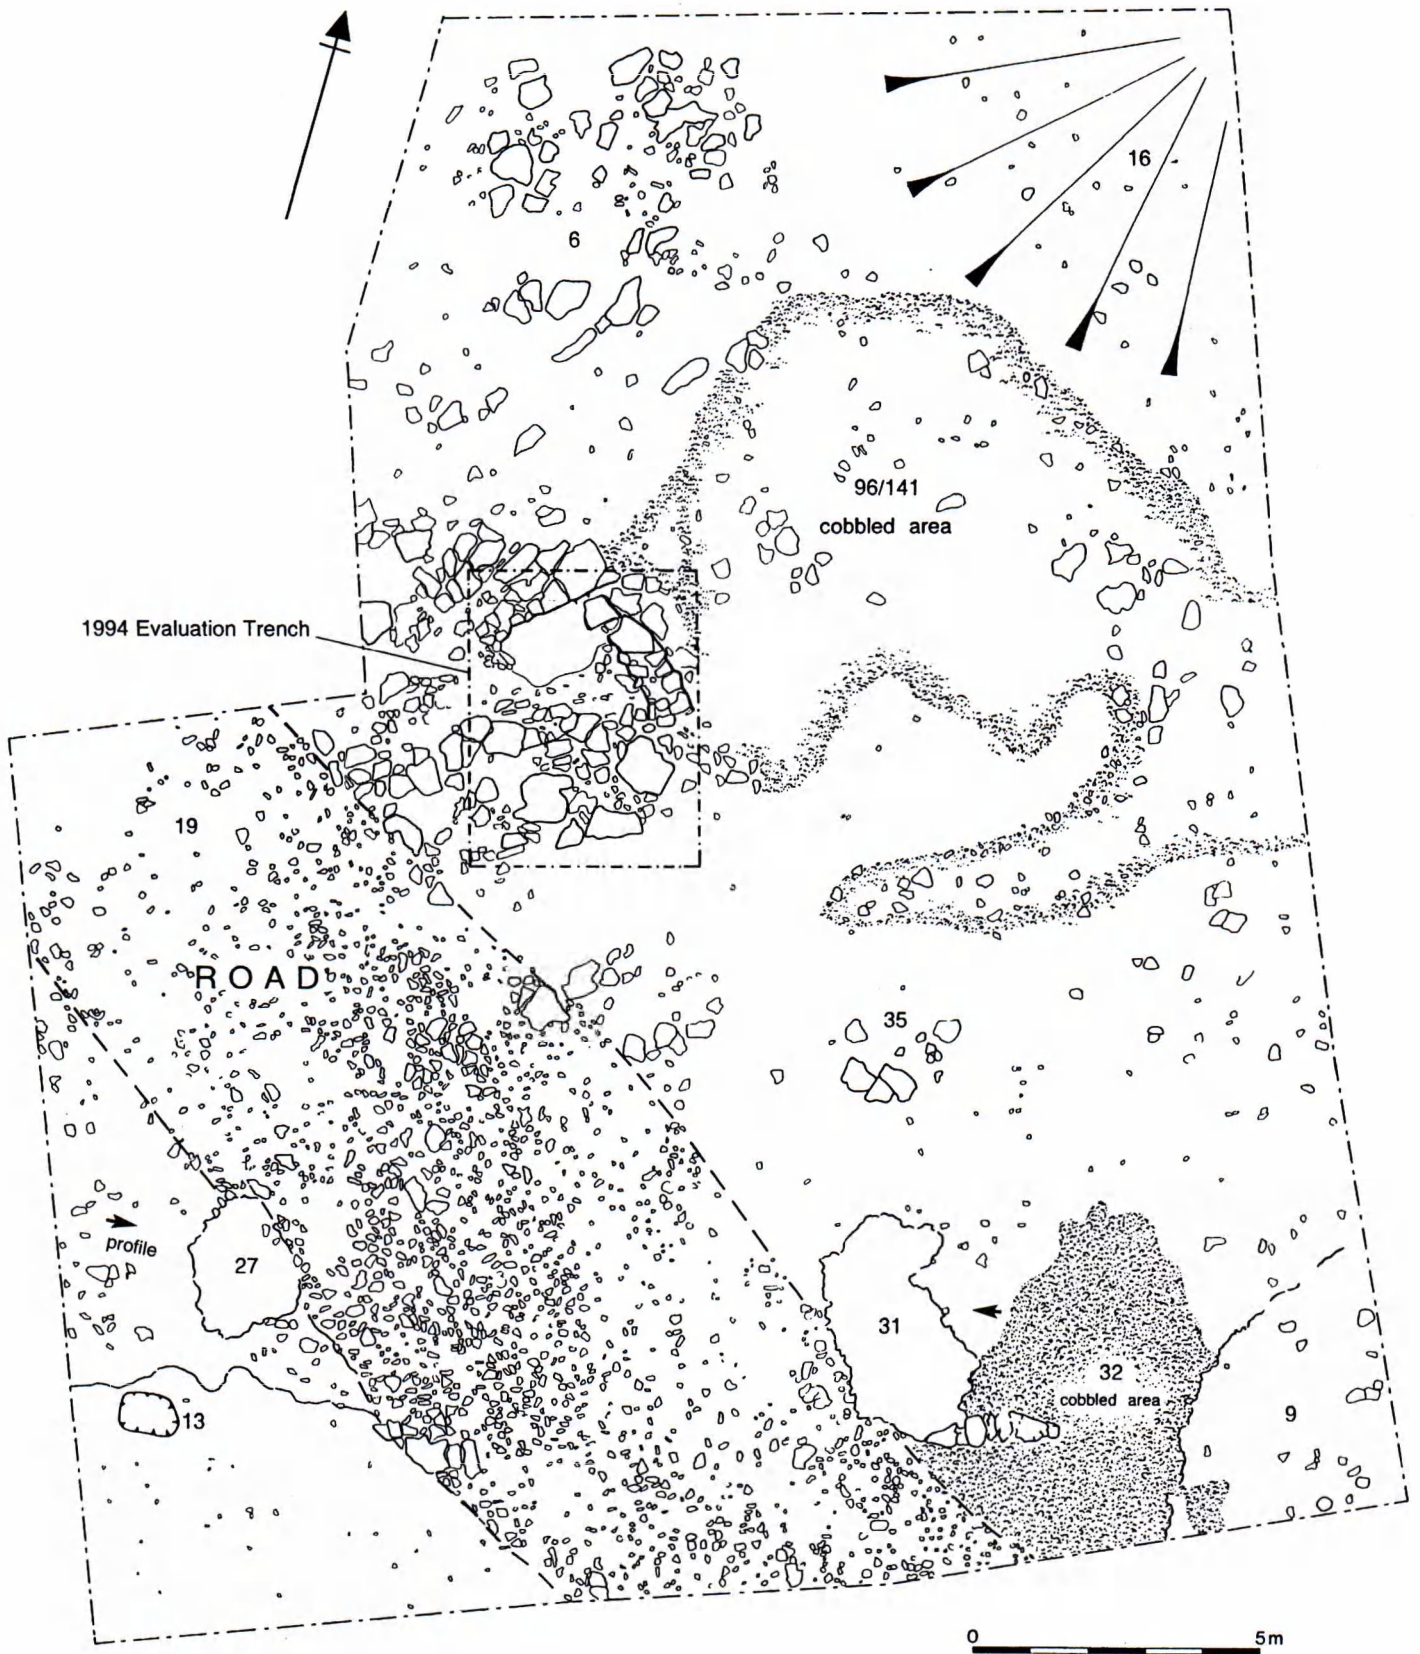 16
6
96/141
cobbled area
1994 Evaluation Trench
19
ROAD
35
profile
27
31
32
cobbled area
13
9
0 5m